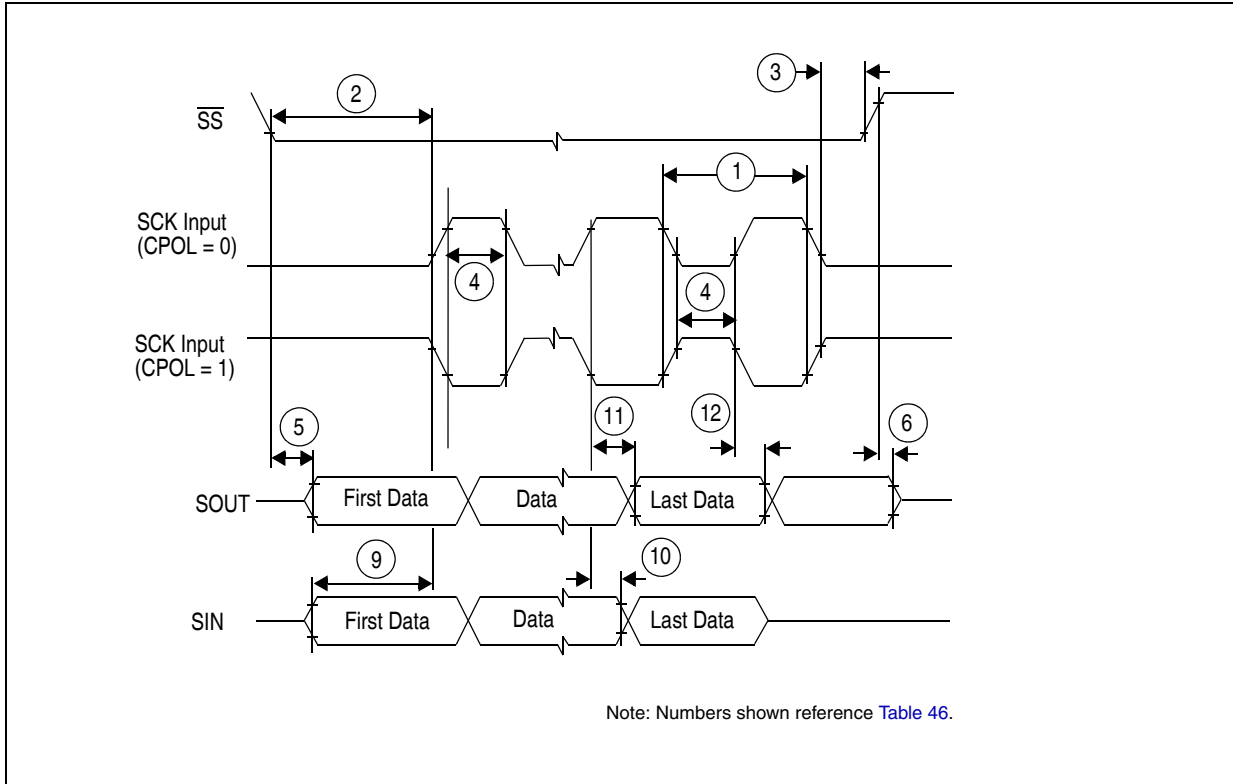 3
2
SS
1
SCK Input
(CPOL = 0)
4
4
SCK Input
(CPOL = 1)
11
12
5
6
First Data
Data
Last Data
SOUT
9
10
SIN
First Data
Data
Last Data
Note: Numbers shown reference Table 46.